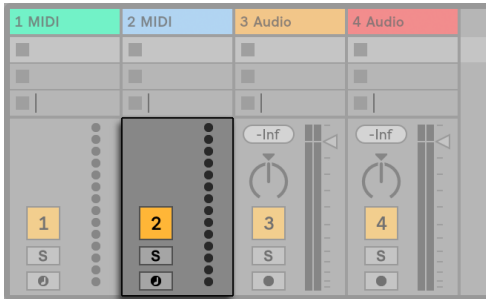 1 MIDI 2 MIDI 3 Audio 4 Audio
-Inf -Inf
1 2 3 4
S S S S